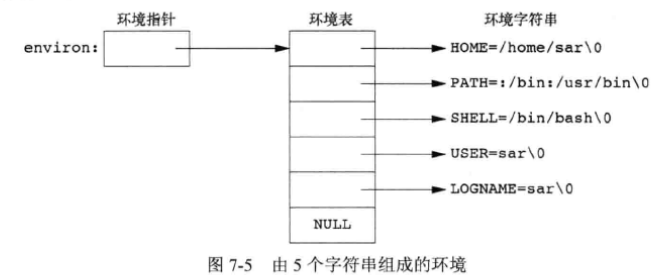 环境指针 环境表 环境字符串
environ: HOME=/home/sar\0
PATH=:/bin:/usr/bin\0
SHELL=/bin/bash\0
USER=sar\0
LOGNAME=sar\0
NULL
图 7-5 由 5 个字符串组成的环境